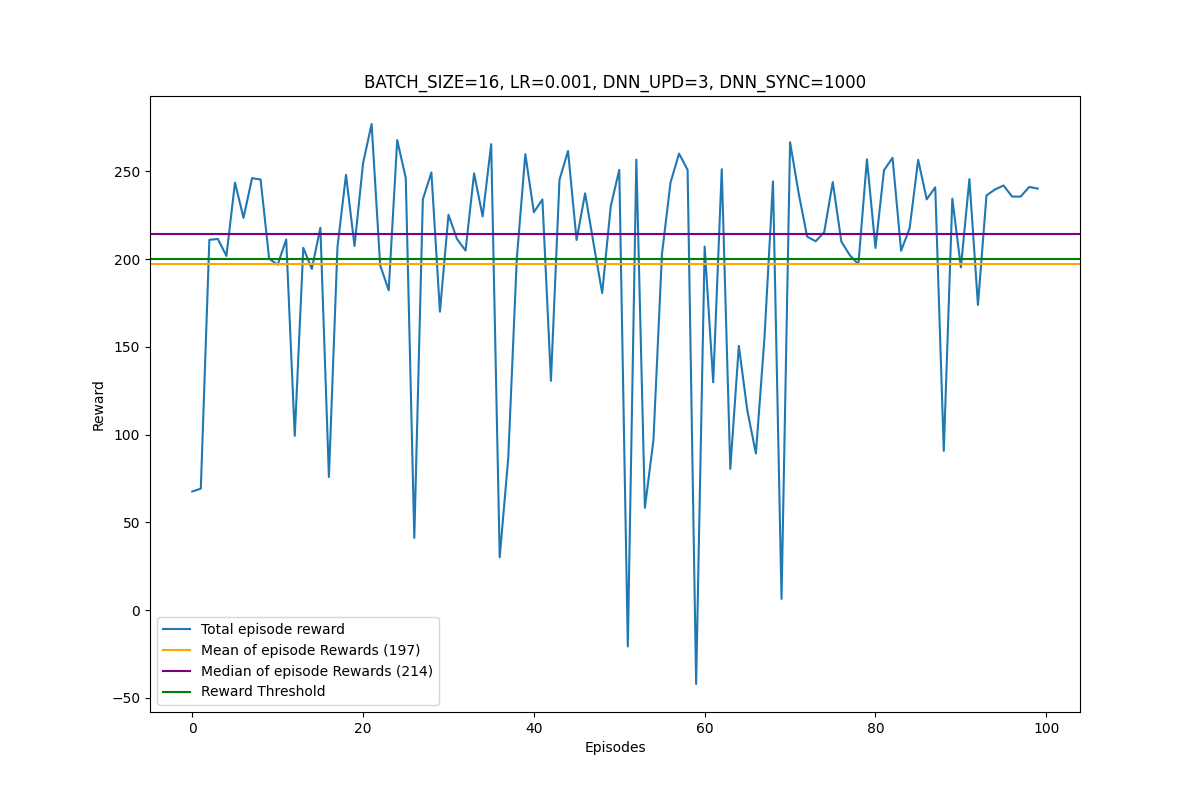 BATCH_SIZE=16, LR=0.001, DNN_UPD=3, DNN_SYNC=1000
Reward
250
200
150
100
50
0
−50
Total episode reward
Mean of episode Rewards (197)
Median of episode Rewards (214)
Reward Threshold
0 20 40 60 80 100
Episodes